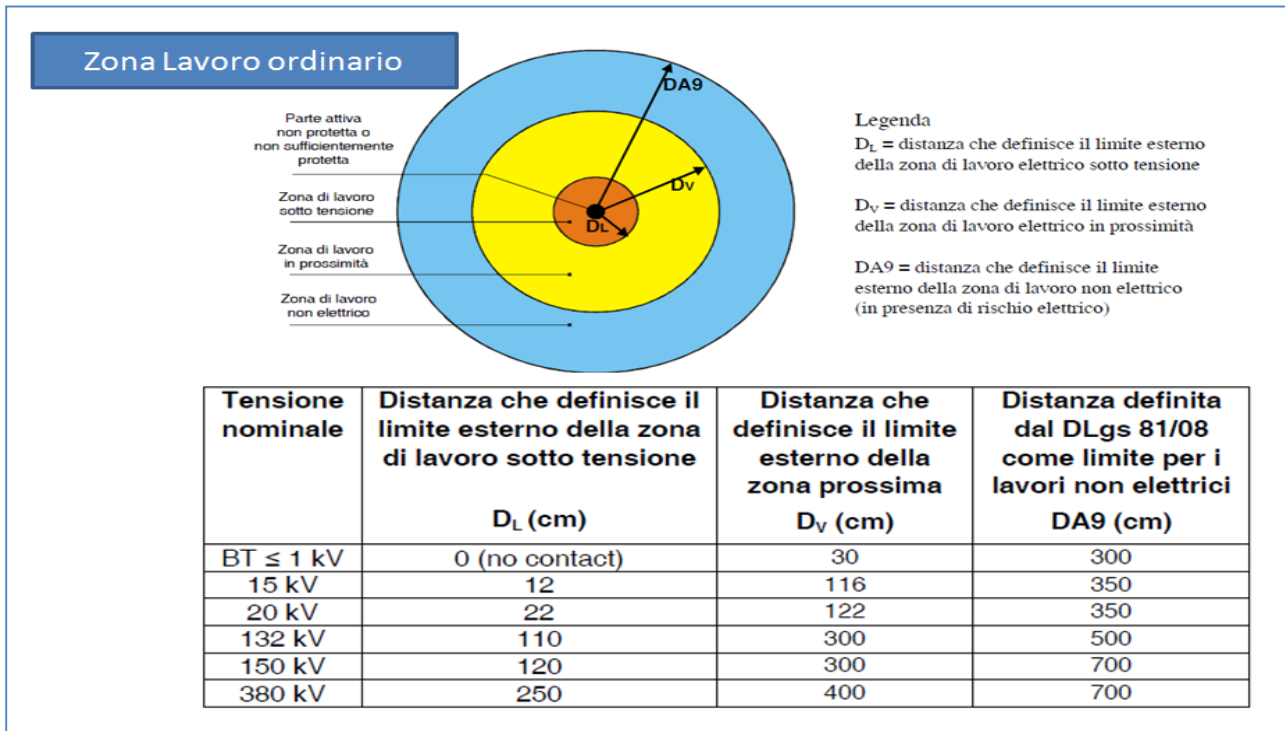 Zona Lavoro ordinario
Parte attiva
non protetta o
non sufficientemente
protetta
Zona di lavoro
sotto tensione
Zona di lavoro
in prossimità
Zona di lavoro
non elettrico
DA9
DV
DL
Legenda
DL = distanza che definisce il limite esterno
della zona di lavoro elettrico sotto tensione
DV = distanza che definisce il limite esterno
della zona di lavoro elettrico in prossimità
DA9 = distanza che definisce il limite
esterno della zona di lavoro non elettrico
(in presenza di rischio elettrico)
Tensione
nominale
Distanza che definisce il
limite esterno della zona
di lavoro sotto tensione
DL (cm)
Distanza che
definisce il limite
esterno della
zona prossima
DV (cm)
Distanza definita
dal DLgs 81/08
come limite per i
lavori non elettrici
DA9 (cm)
BT ≤ 1 kV 0 (no contact) 30 300
15 kV 12 116 350
20 kV 22 122 350
132 kV 110 300 500
150 kV 120 300 700
380 kV 250 400 700